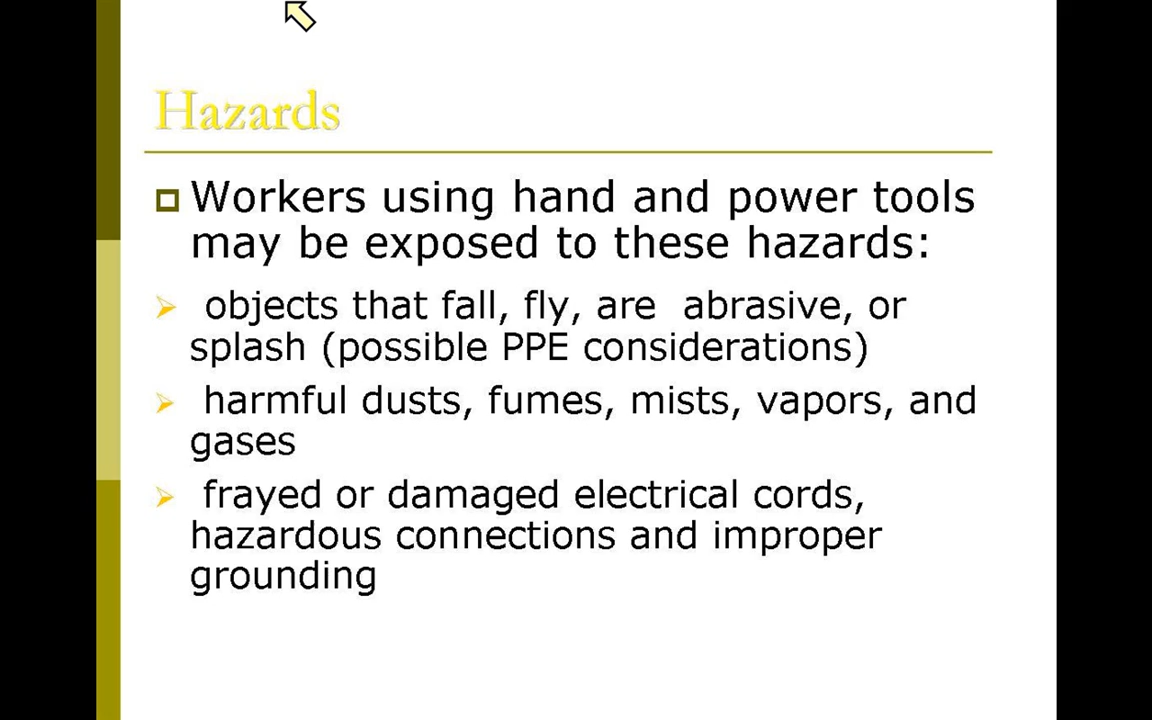 Hazards
Workers using hand and power tools
may be exposed to these hazards:
objects that fall, fly, are abrasive, or
splash (possible PPE considerations)
harmful dusts, fumes, mists, vapors, and
gases
frayed or damaged electrical cords,
hazardous connections and improper
grounding